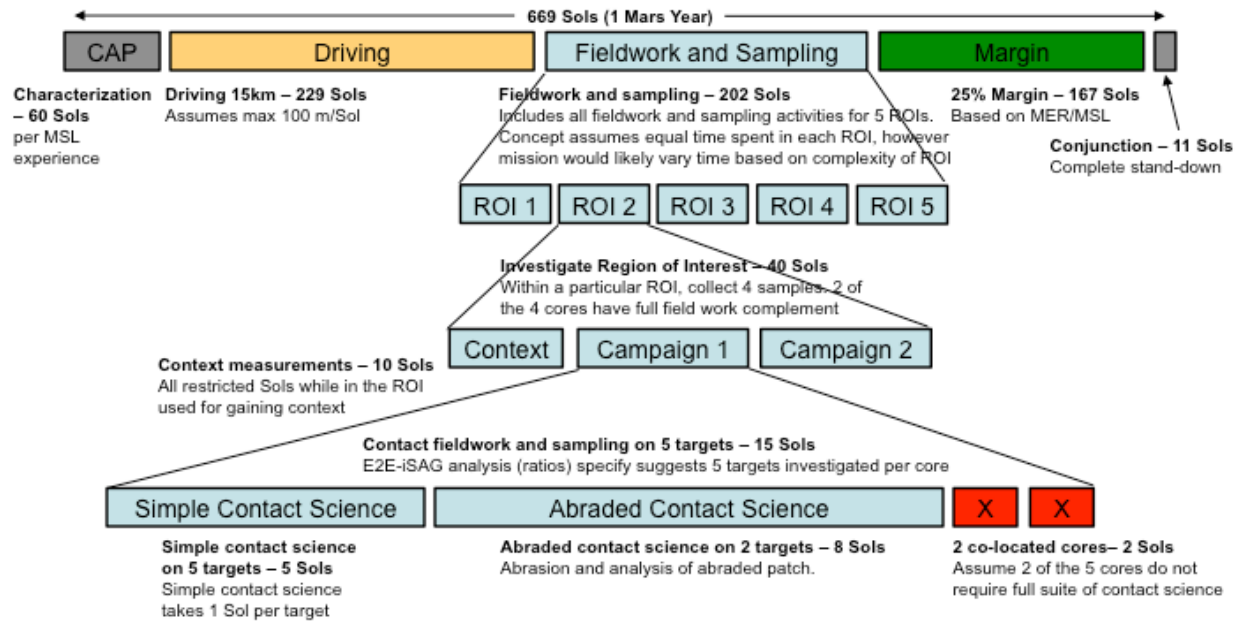 669 Sols (1 Mars Year)
CAP
Driving
Fieldwork and Sampling
Margin
Characterization
– 60 Sols
per MSL
experience
Driving 15km – 229 Sols
Assumes max 100 m/Sol
Fieldwork and sampling – 202 Sols
Includes all fieldwork and sampling activities for 5 ROIs.
Concept assumes equal time spent in each ROI, however
mission would likely vary time based on complexity of ROI
25% Margin – 167 Sols
Based on MER/MSL
Conjunction – 11 Sols
Complete stand-down
ROI 1
ROI 2
ROI 3
ROI 4
ROI 5
Investigate Region of Interest – 40 Sols
Within a particular ROI, collect 4 samples. 2 of
the 4 cores have full field work complement
Context
Campaign 1
Campaign 2
Context measurements – 10 Sols
All restricted Sols while in the ROI
used for gaining context
Contact fieldwork and sampling on 5 targets – 15 Sols
E2E-iSAG analysis (ratios) specify suggests 5 targets investigated per core
Simple Contact Science
Abraded Contact Science
X
X
Simple contact science
on 5 targets – 5 Sols
Simple contact science
takes 1 Sol per target
Abraded contact science on 2 targets – 8 Sols
Abrasion and analysis of abraded patch.
2 co-located cores– 2 Sols
Assume 2 of the 5 cores do not
require full suite of contact science